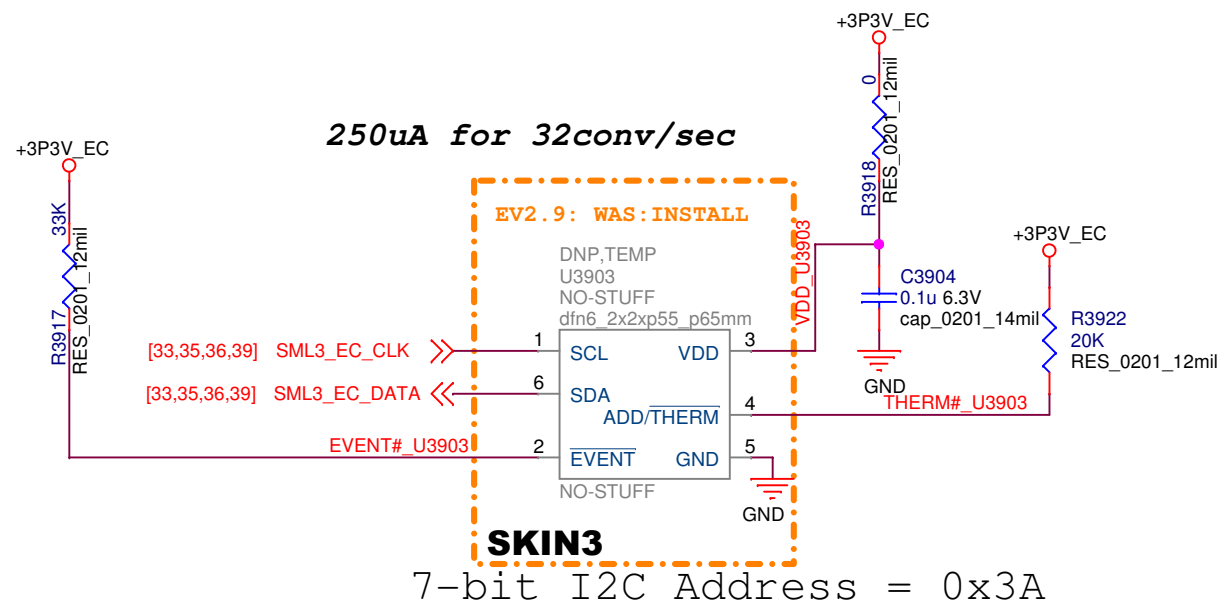 +3P3V_EC
0
RES_0201_12mil
R3918
250uA for 32conv/sec
+3P3V_EC
33K
RES_0201_12mil
R3917
EV2.9: WAS:INSTALL
DNP,TEMP
U3903
NO-STUFF
dfn6_2x2xp55_p65mm
VDD_U3903
+3P3V_EC
C3904
0.1u 6.3V
cap_0201_14mil
GND
R3922
20K
RES_0201_12mil
[33,35,36,39] SML3_EC_CLK
1 SCL VDD 3
[33,35,36,39] SML3_EC_DATA
6 SDA
ADD/THERM 4
THERM#_U3903
EVENT#_U3903
2 EVENT GND 5
NO-STUFF
GND
SKIN3
7-bit I2C Address = 0x3A